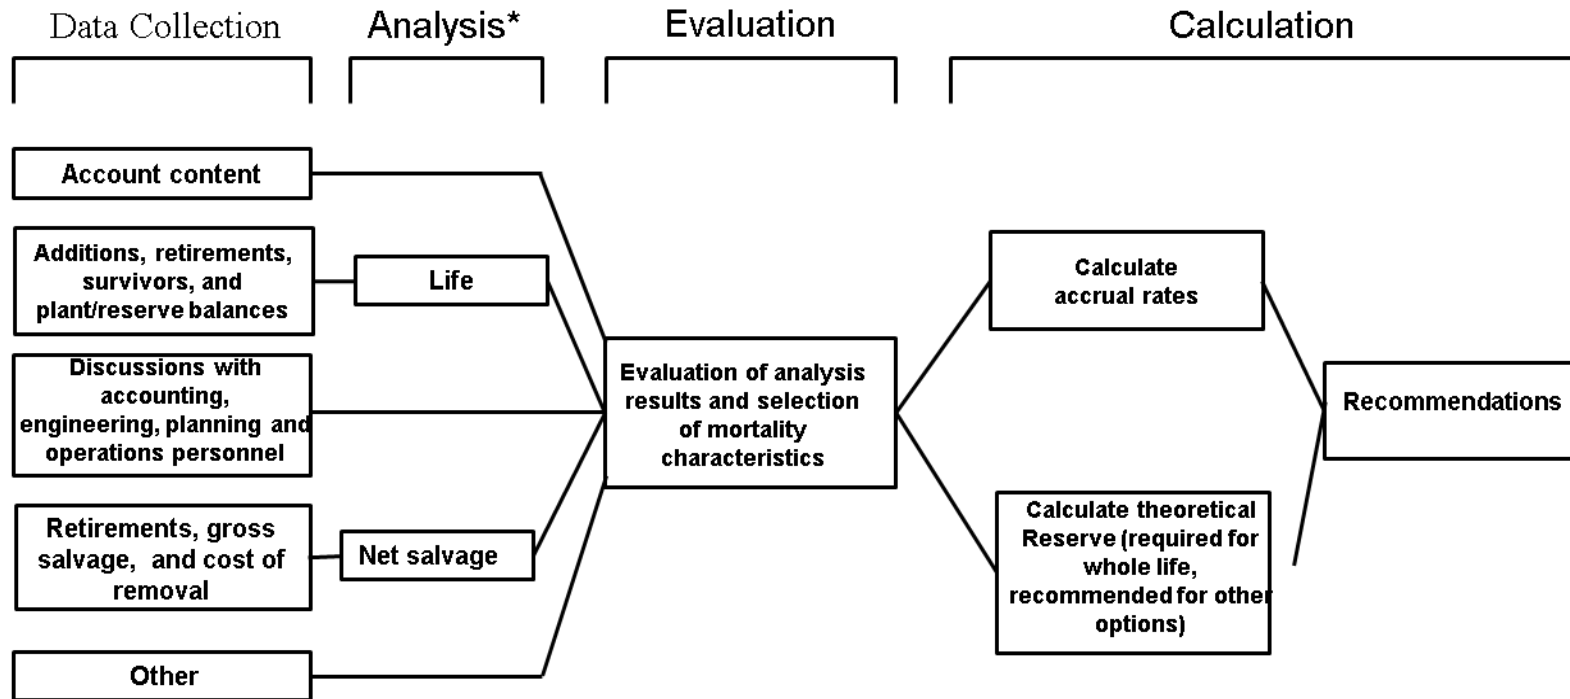 Data Collection
Analysis*
Evaluation
Calculation
Account content
Additions, retirements,
survivors, and
plant/reserve balances
Life
Discussions with
accounting,
engineering, planning and
operations personnel
Retirements, gross
salvage, and cost of
removal
Net salvage
Other
Evaluation of analysis
results and selection
of mortality
characteristics
Calculate
accrual rates
Calculate theoretical
Reserve (required for
whole life,
recommended for other
options)
Recommendations